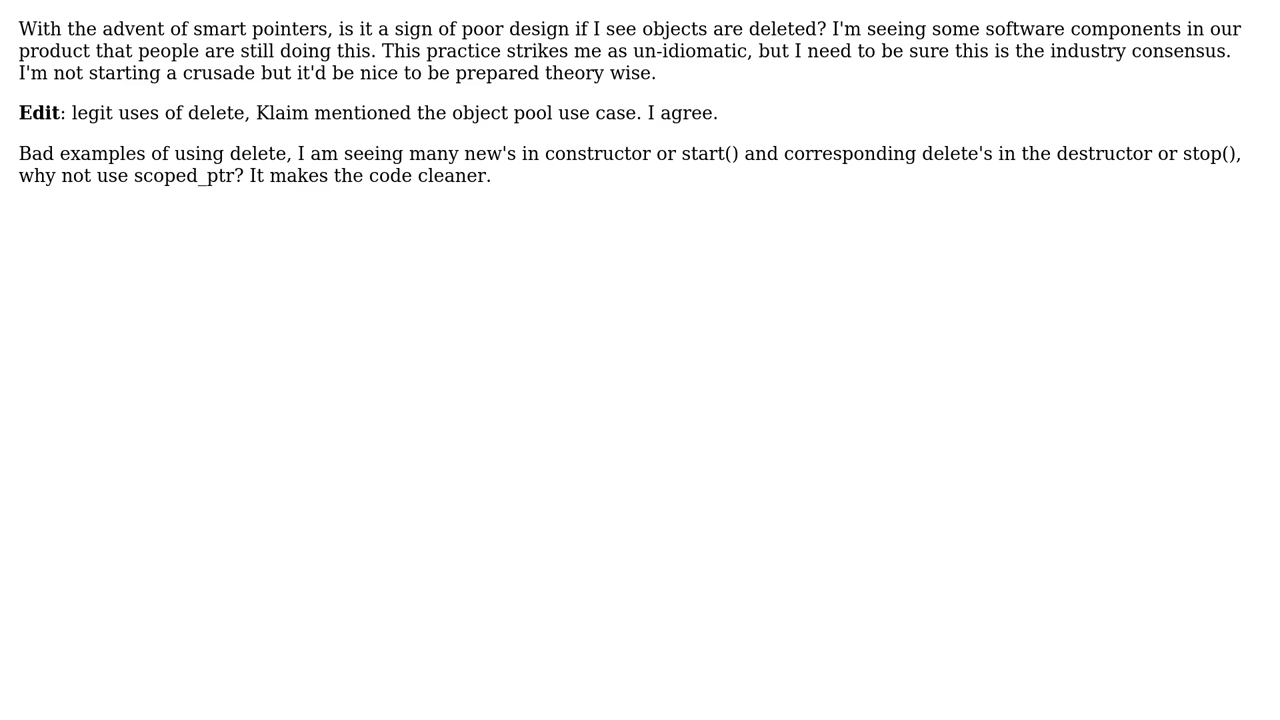 With the advent of smart pointers, is it a sign of poor design if I see objects are deleted? I'm seeing some software components in our
product that people are still doing this. This practice strikes me as un-idiomatic, but I need to be sure this is the industry consensus.
I'm not starting a crusade but it'd be nice to be prepared theory wise.
Edit: legit uses of delete, Klaim mentioned the object pool use case. I agree.
Bad examples of using delete, I am seeing many new's in constructor or start() and corresponding delete's in the destructor or stop(),
why not use scoped_ptr? It makes the code cleaner.